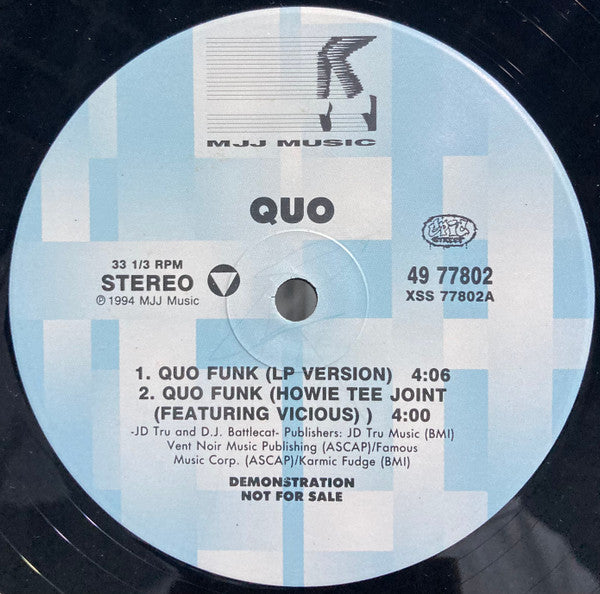 MJJ MUSIC
QUO
EPIC
STREET
33 1/3 RPM
STEREO
℗ 1994 MJJ Music
49 77802
XSS 77802A
1. QUO FUNK (LP VERSION) 4:06
2. QUO FUNK (HOWIE TEE JOINT
(FEATURING VICIOUS) ) 4:00
-JD Tru and D.J. Battlecat- Publishers: JD Tru Music (BMI)
Vent Noir Music Publishing (ASCAP)/Famous
Music Corp. (ASCAP)/Karmic Fudge (BMI)
DEMONSTRATION
NOT FOR SALE